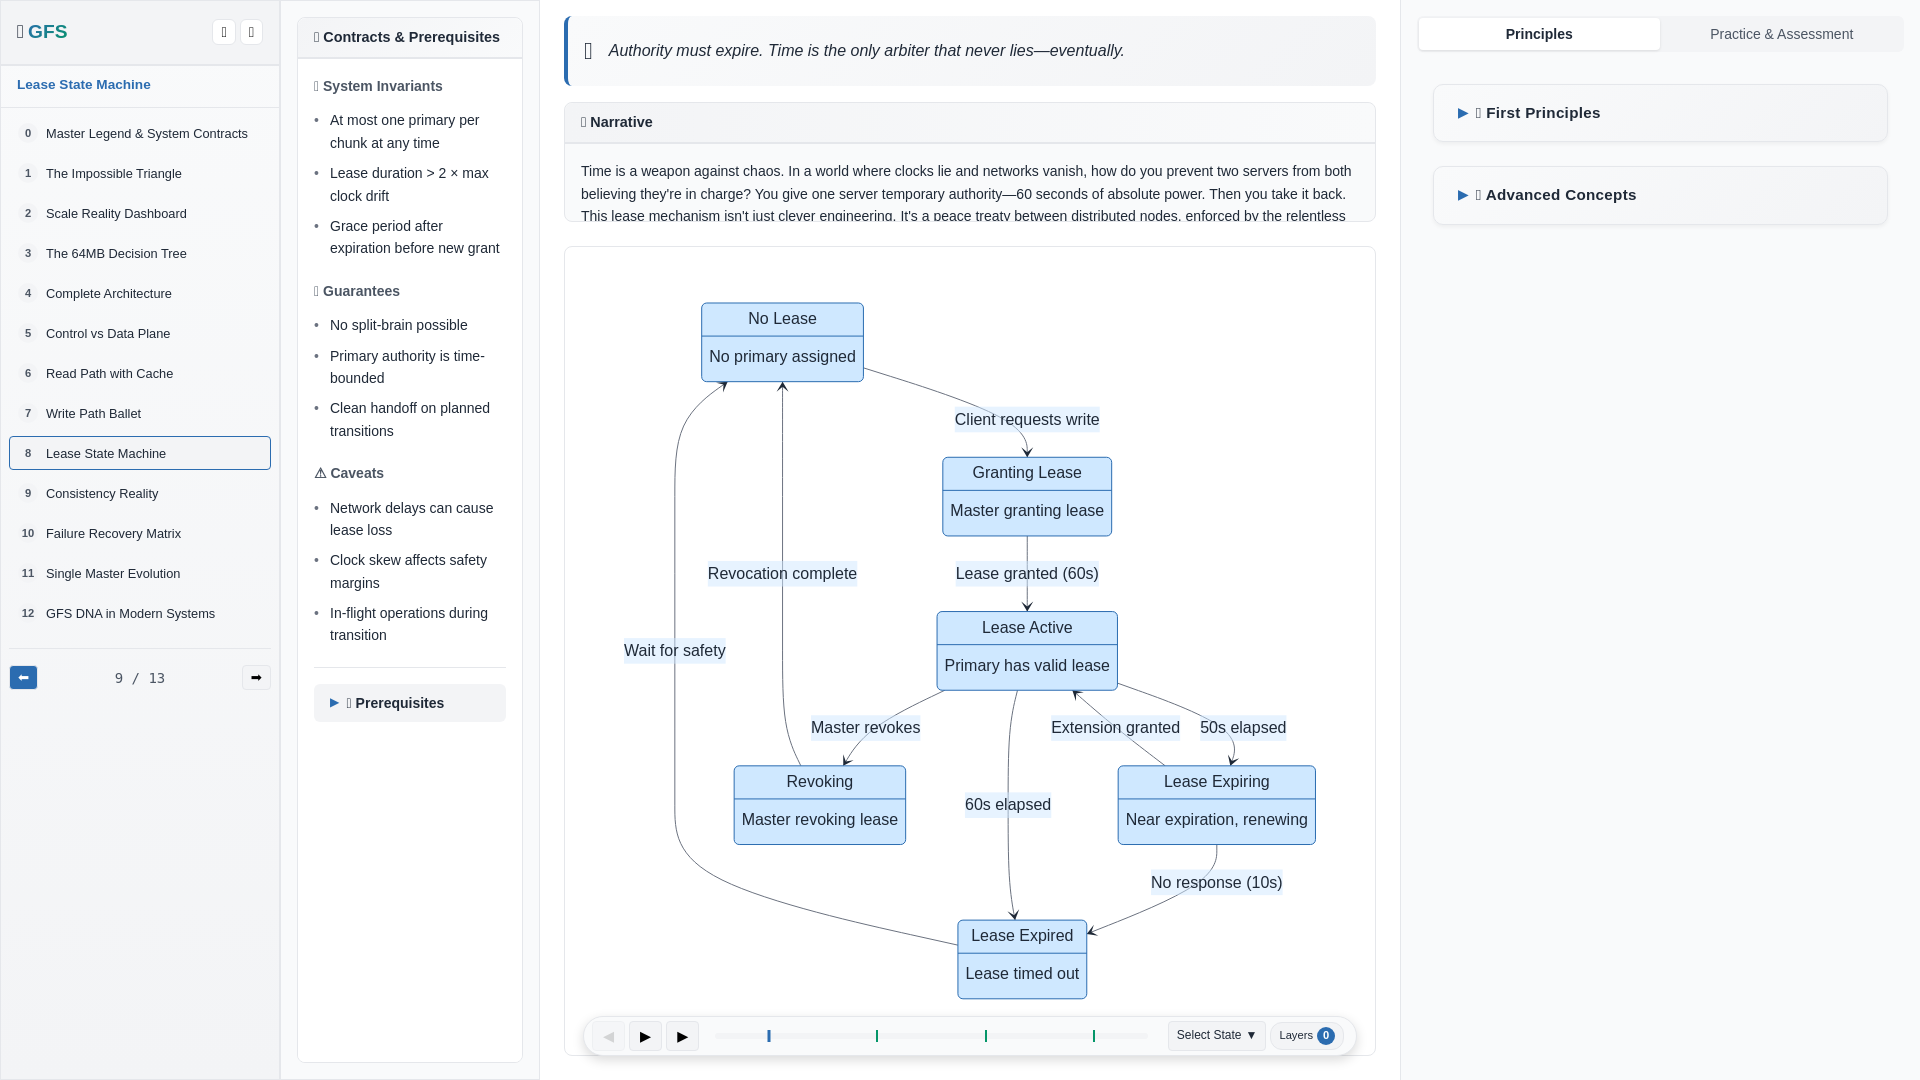 GFS
Lease State Machine
0 Master Legend & System Contracts
1 The Impossible Triangle
2 Scale Reality Dashboard
3 The 64MB Decision Tree
4 Complete Architecture
5 Control vs Data Plane
6 Read Path with Cache
7 Write Path Ballet
8 Lease State Machine
9 Consistency Reality
10 Failure Recovery Matrix
11 Single Master Evolution
12 GFS DNA in Modern Systems
9 / 13
Contracts & Prerequisites
System Invariants
• At most one primary per
chunk at any time
• Lease duration > 2 × max
clock drift
• Grace period after
expiration before new grant
Guarantees
• No split-brain possible
• Primary authority is time-
bounded
• Clean handoff on planned
transitions
⚠ Caveats
• Network delays can cause
lease loss
• Clock skew affects safety
margins
• In-flight operations during
transition
▶ Prerequisites
Authority must expire. Time is the only arbiter that never lies—eventually.
Narrative
Time is a weapon against chaos. In a world where clocks lie and networks vanish, how do you prevent two servers from both
believing they're in charge? You give one server temporary authority—60 seconds of absolute power. Then you take it back.
This lease mechanism isn't just clever engineering. It's a peace treaty between distributed nodes, enforced by the relentless
No Lease
No primary assigned
Client requests write
Granting Lease
Master granting lease
Revocation complete
Lease granted (60s)
Lease Active
Wait for safety
Primary has valid lease
Master revokes
Extension granted
50s elapsed
Revoking
Master revoking lease
60s elapsed
Lease Expiring
Near expiration, renewing
No response (10s)
Lease Expired
Lease timed out
Select State ▼
Layers 0
Principles
Practice & Assessment
▶ First Principles
▶ Advanced Concepts